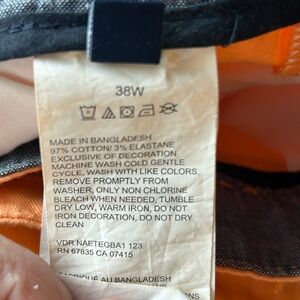 38W
MADE IN BANGLADESH
97% COTTON/3% ELASTANE
EXCLUSIVE OF DECORATION
MACHINE WASH COLD GENTLE
CYCLE, WASH WITH LIKE COLORS,
REMOVE PROMPTLY FROM
WASHER, ONLY NON CHLORINE
BLEACH WHEN NEEDED, TUMBLE
DRY LOW, WARM IRON, DO NOT
IRON DECORATION, DO NOT DRY
CLEAN
VDR NAETEGBA1 123
RN 67835 CA 07415
FABRIQUÉ AU BANGLADESH